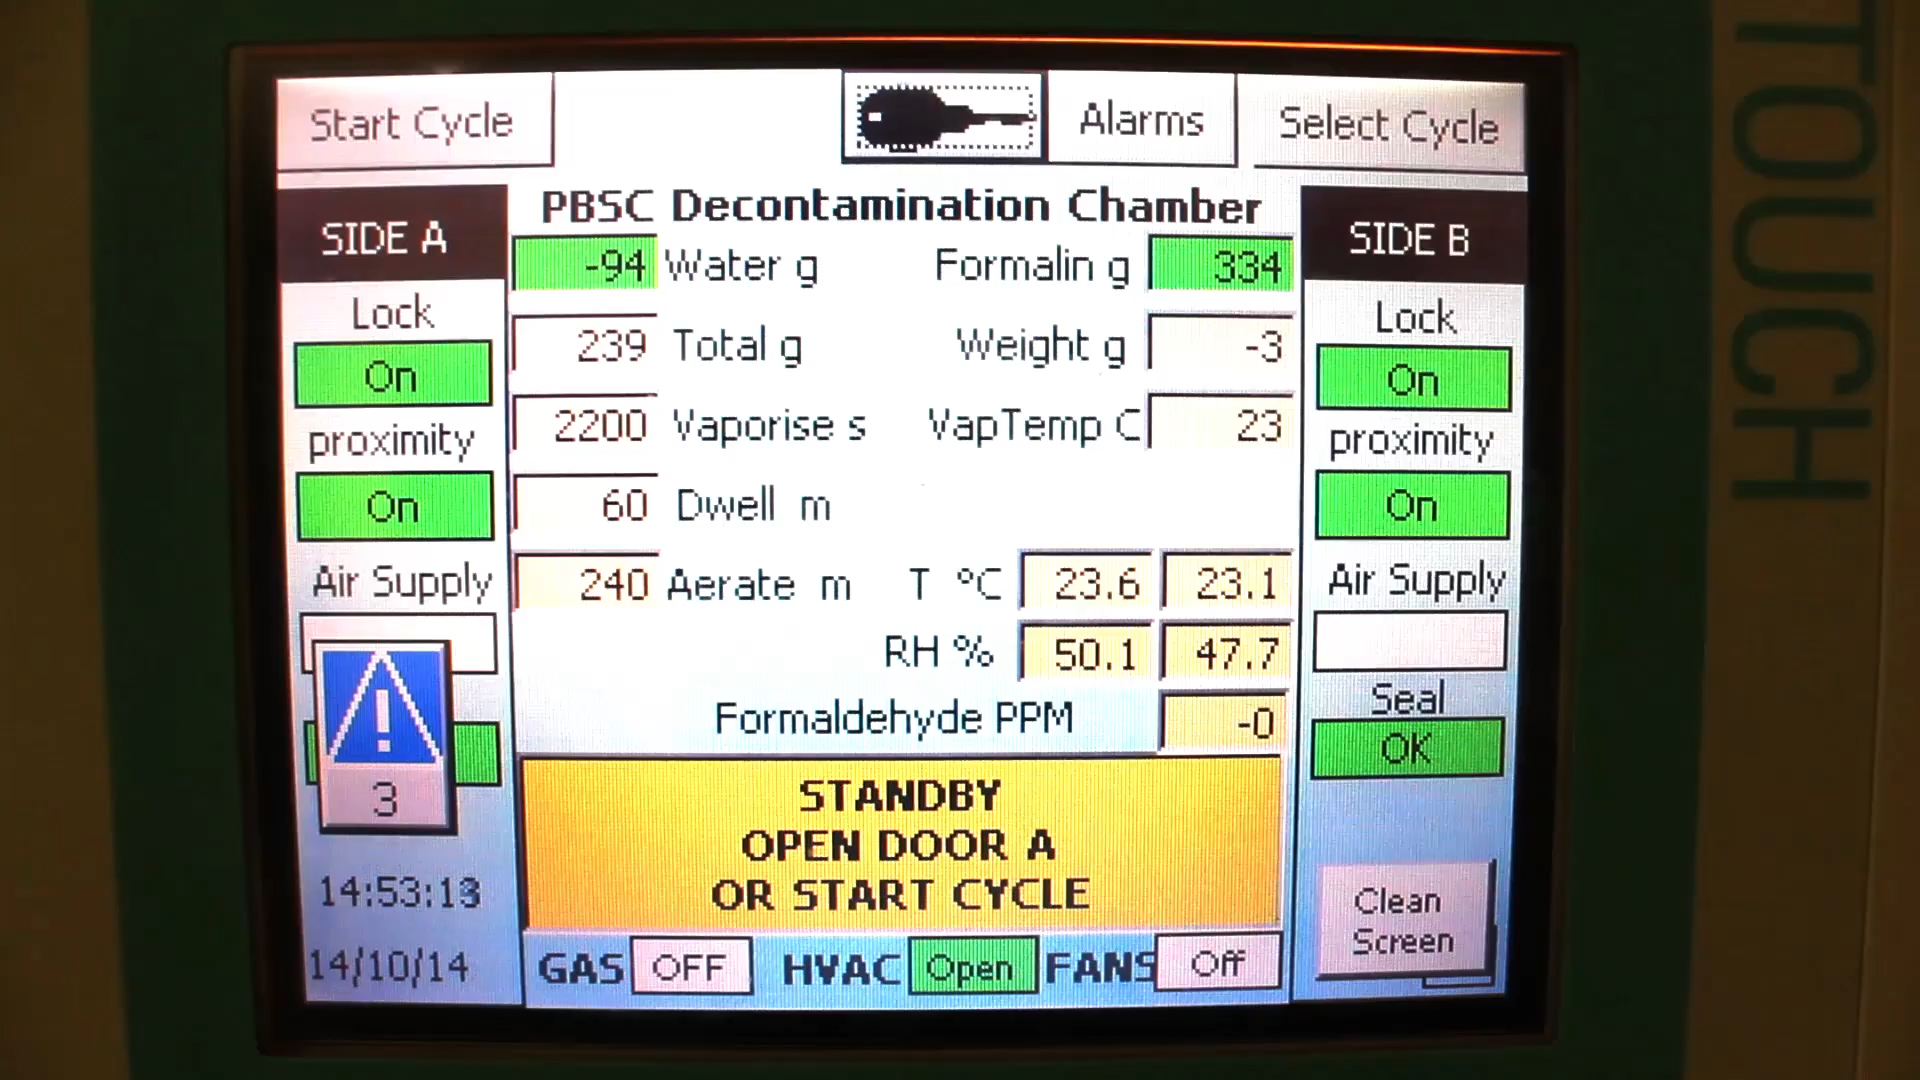 Start Cycle
Alarms
Select Cycle
PBSC Decontamination Chamber
SIDE A
Lock
On
proximity
On
Air Supply
3
14/10/14
-94 Water g
Formalin g 334
239 Total g
Weight g -3
2200 Vaporise s
VapTemp C 23
60 Dwell m
240 Aerate m
T °C 23.6 23.1
RH % 50.1 47.7
Formaldehyde PPM -0
STANDBY
OPEN DOOR A
OR START CYCLE
GAS OFF HVAC Open FANS Off
SIDE B
Lock
On
proximity
On
Air Supply
Seal
OK
Clean
Screen
TOUCH